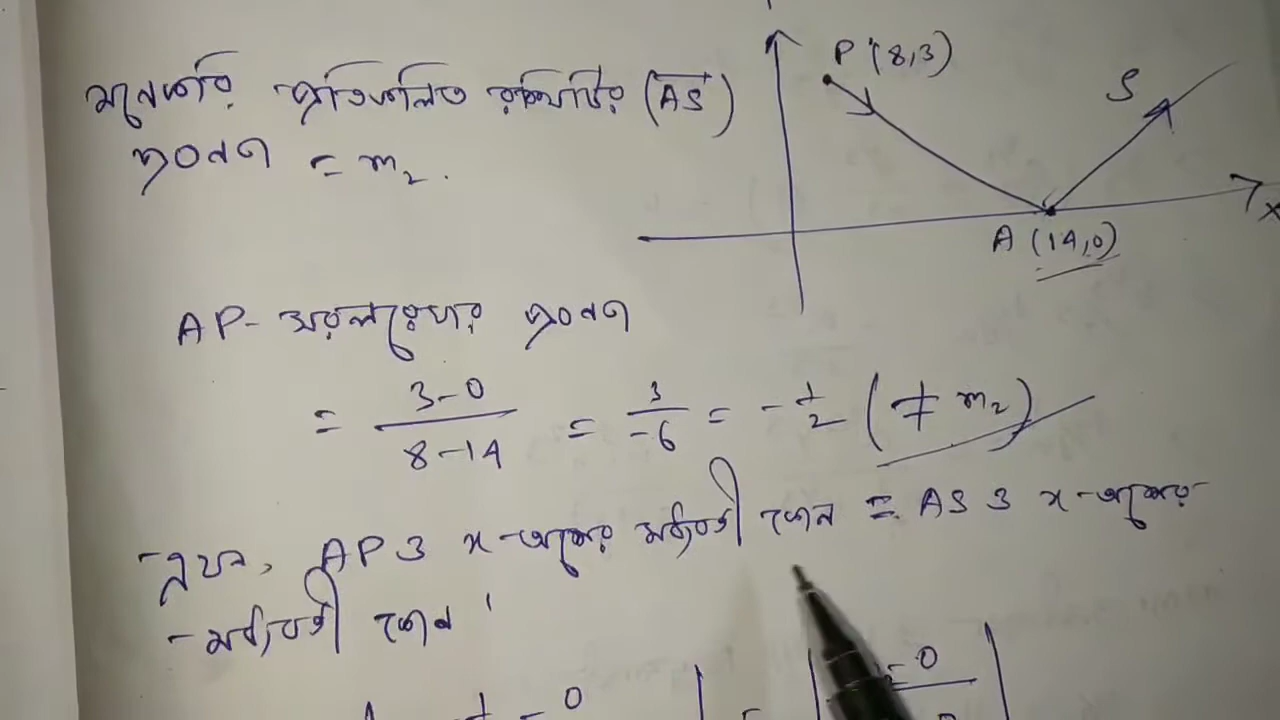 মনেকরি প্রতিফলিত রশ্মিটির (AS)
ঢাল = m₂.
P (8,3)
S
X
A (14,0)
AP- সরলরেখার ঢাল
= 3-0 / 8-14 = 3 / -6 = -1/2 (≠ m₂)
AP ও x-অক্ষের মধ্যবর্তী কোন = AS ও x-অক্ষের
মধ্যবর্তী কোন